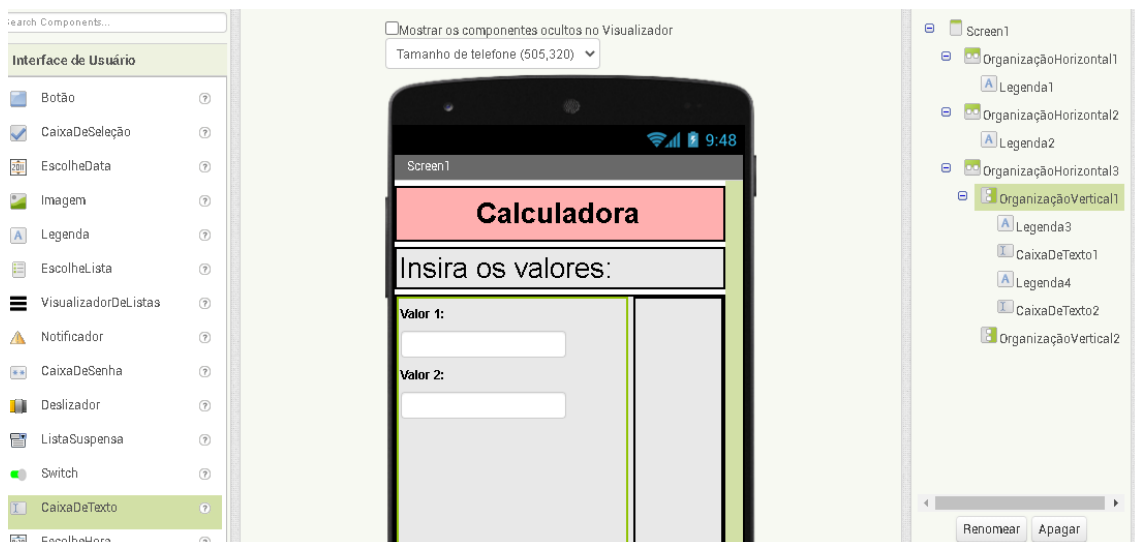 Search Components...
Interface de Usuário
Botão
CaixaDeSeleção
EscolheData
Imagem
Legenda
EscolheLista
VisualizadorDeListas
Notificador
CaixaDeSenha
Deslizador
ListaSuspensa
Switch
CaixaDeTexto
EscolheHora
Mostrar os componentes ocultos no Visualizador
Tamanho de telefone (505,320)
9:48
Screen1
Calculadora
Insira os valores:
Valor 1:
Valor 2:
Screen1
OrganizaçãoHorizontal1
Legenda1
OrganizaçãoHorizontal2
Legenda2
OrganizaçãoHorizontal3
OrganizaçãoVertical1
Legenda3
CaixaDeTexto1
Legenda4
CaixaDeTexto2
OrganizaçãoVertical2
Renomear Apagar